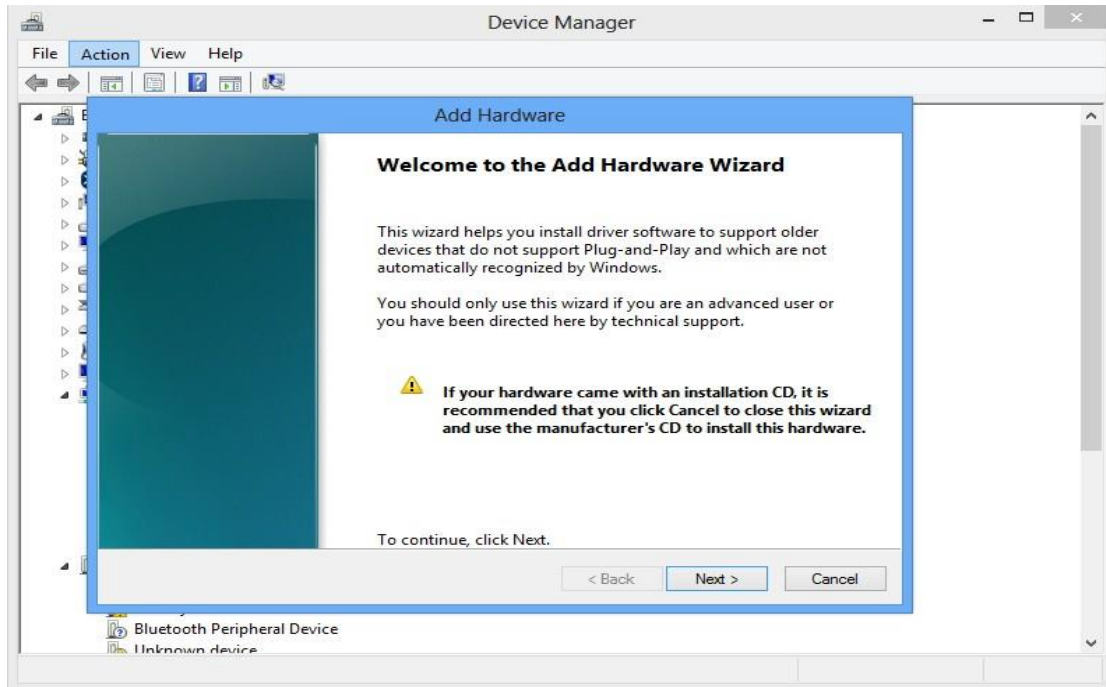 Device Manager
File Action View Help
Add Hardware
Welcome to the Add Hardware Wizard
This wizard helps you install driver software to support older
devices that do not support Plug-and-Play and which are not
automatically recognized by Windows.
You should only use this wizard if you are an advanced user or
you have been directed here by technical support.
If your hardware came with an installation CD, it is
recommended that you click Cancel to close this wizard
and use the manufacturer's CD to install this hardware.
To continue, click Next.
< Back Next > Cancel
Bluetooth Peripheral Device
Unknown device